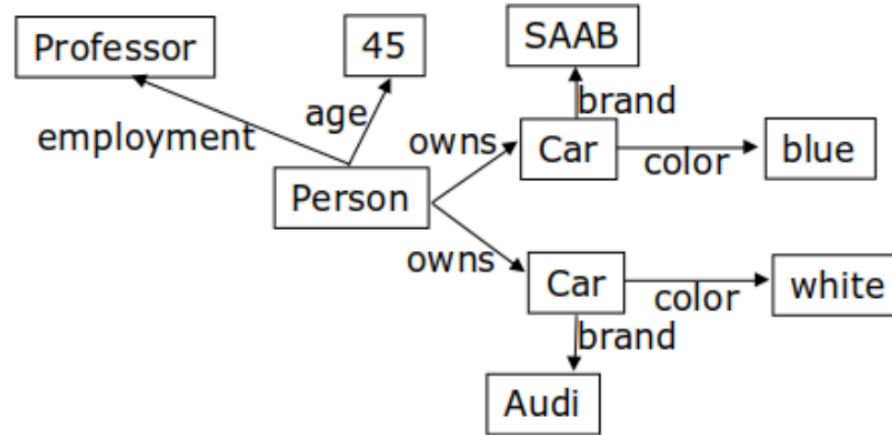 Professor
45
SAAB
employment
age
owns
brand
Car
color
blue
Person
owns
Car
color
white
brand
Audi